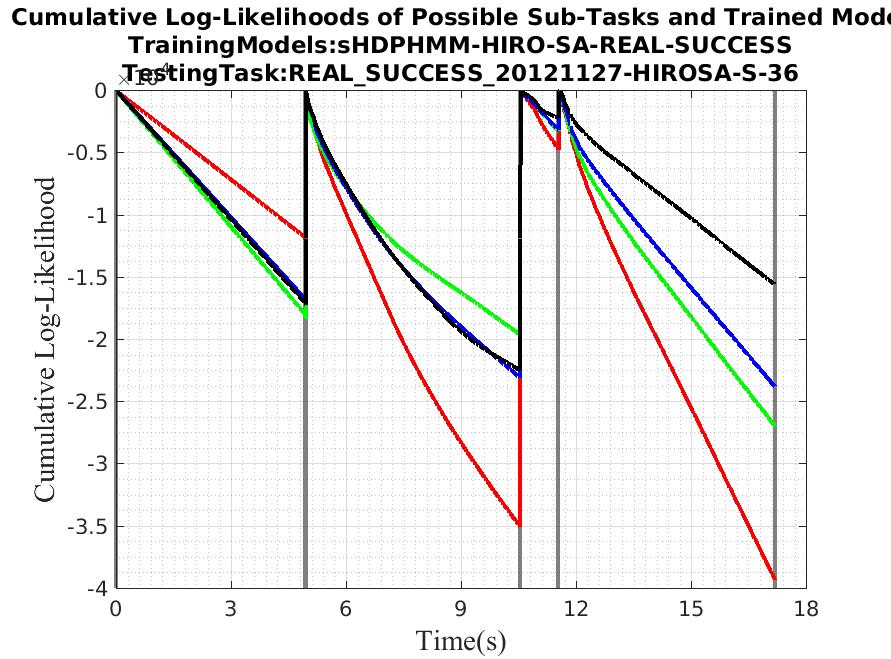 Cumulative Log-Likelihoods of Possible Sub-Tasks and Trained Mode
TrainingModels:sHDPHMM-HIRO-SA-REAL-SUCCESS
TestingTask:REAL_SUCCESS_20121127-HIROSA-S-36
×10⁴
0
-0.5
-1
-1.5
-2
-2.5
-3
-3.5
-4
Cumulative Log-Likelihood
0 3 6 9 12 15 18
Time(s)